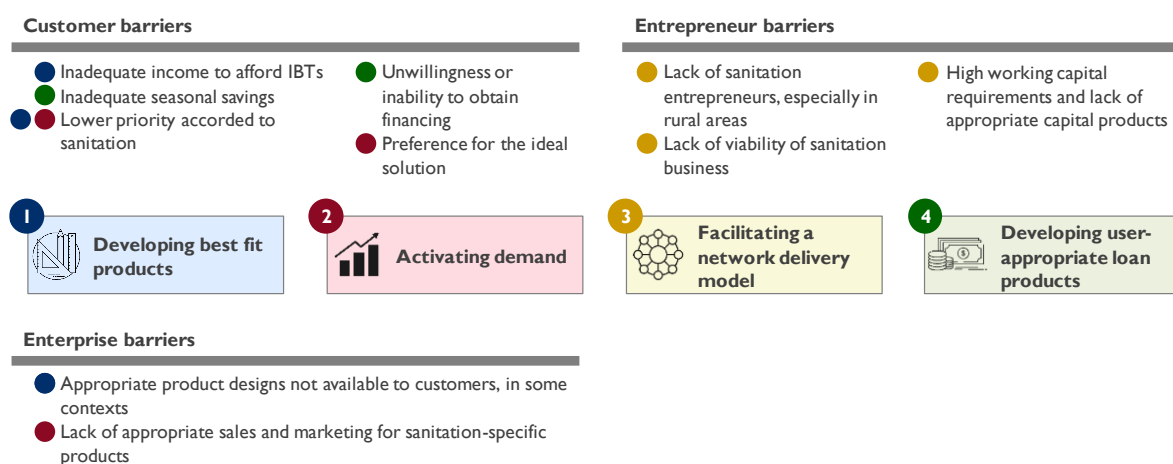 Customer barriers
Inadequate income to afford IBTs
Inadequate seasonal savings
Lower priority accorded to
sanitation
Unwillingness or
inability to obtain
financing
Preference for the ideal
solution
Entrepreneur barriers
Lack of sanitation
entrepreneurs, especially in
rural areas
Lack of viability of sanitation
business
High working capital
requirements and lack of
appropriate capital products
1
Developing best fit
products
2
Activating demand
3
Facilitating a
network delivery
model
4
Developing user-
appropriate loan
products
Enterprise barriers
Appropriate product designs not available to customers, in some
contexts
Lack of appropriate sales and marketing for sanitation-specific
products